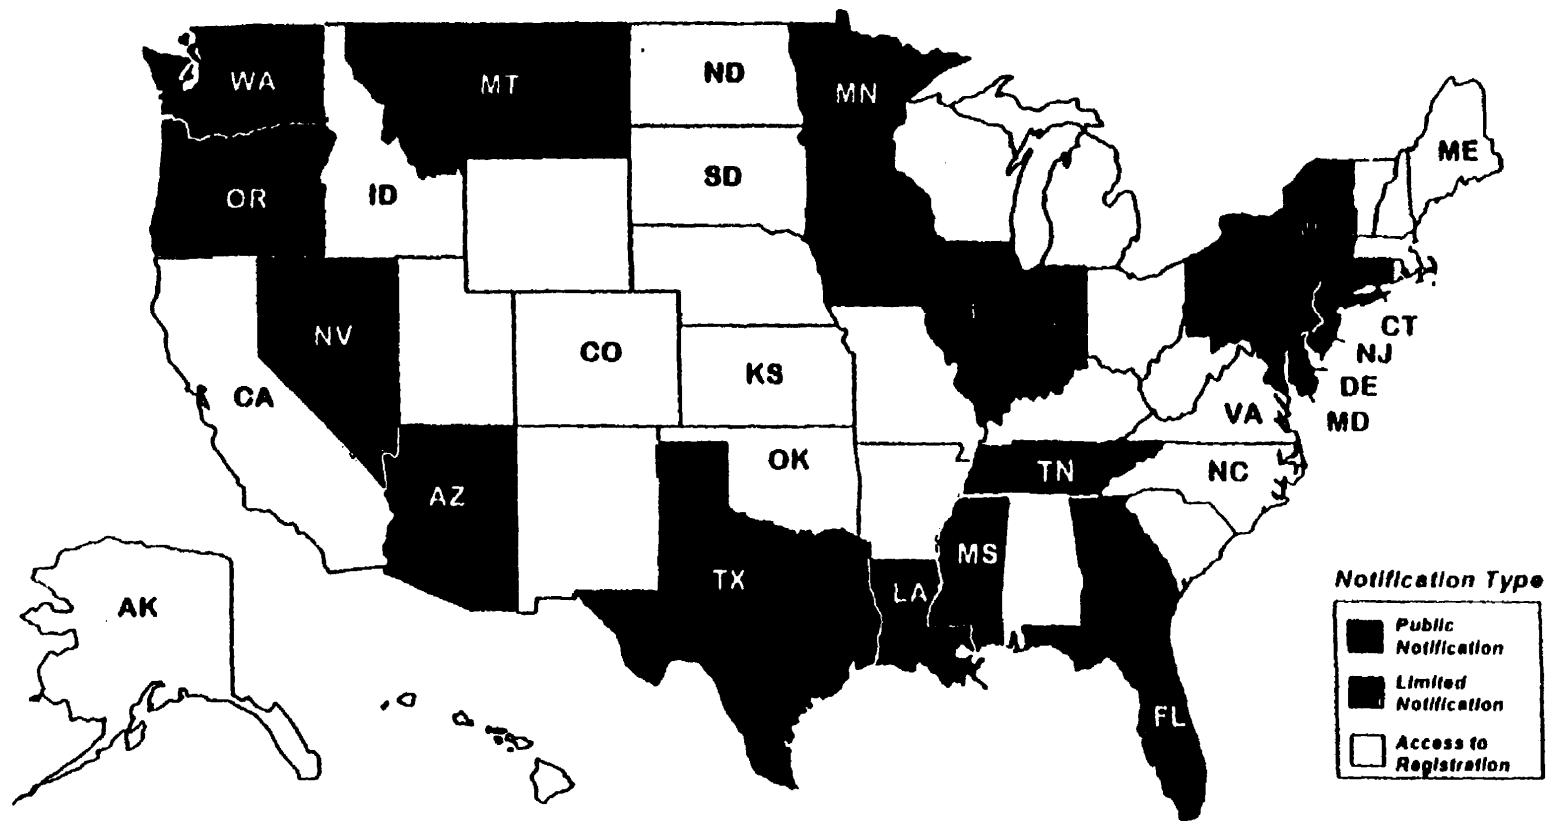 WA
MT
ND
MN
ME
SD
OR
ID
NV
CO
CT
NJ
KS
DE
CA
VA
MD
OK
TN
NC
AZ
MS
TX
LA
AK
FL
Notification Type
Public
Notification
Limited
Notification
Access to
Registration